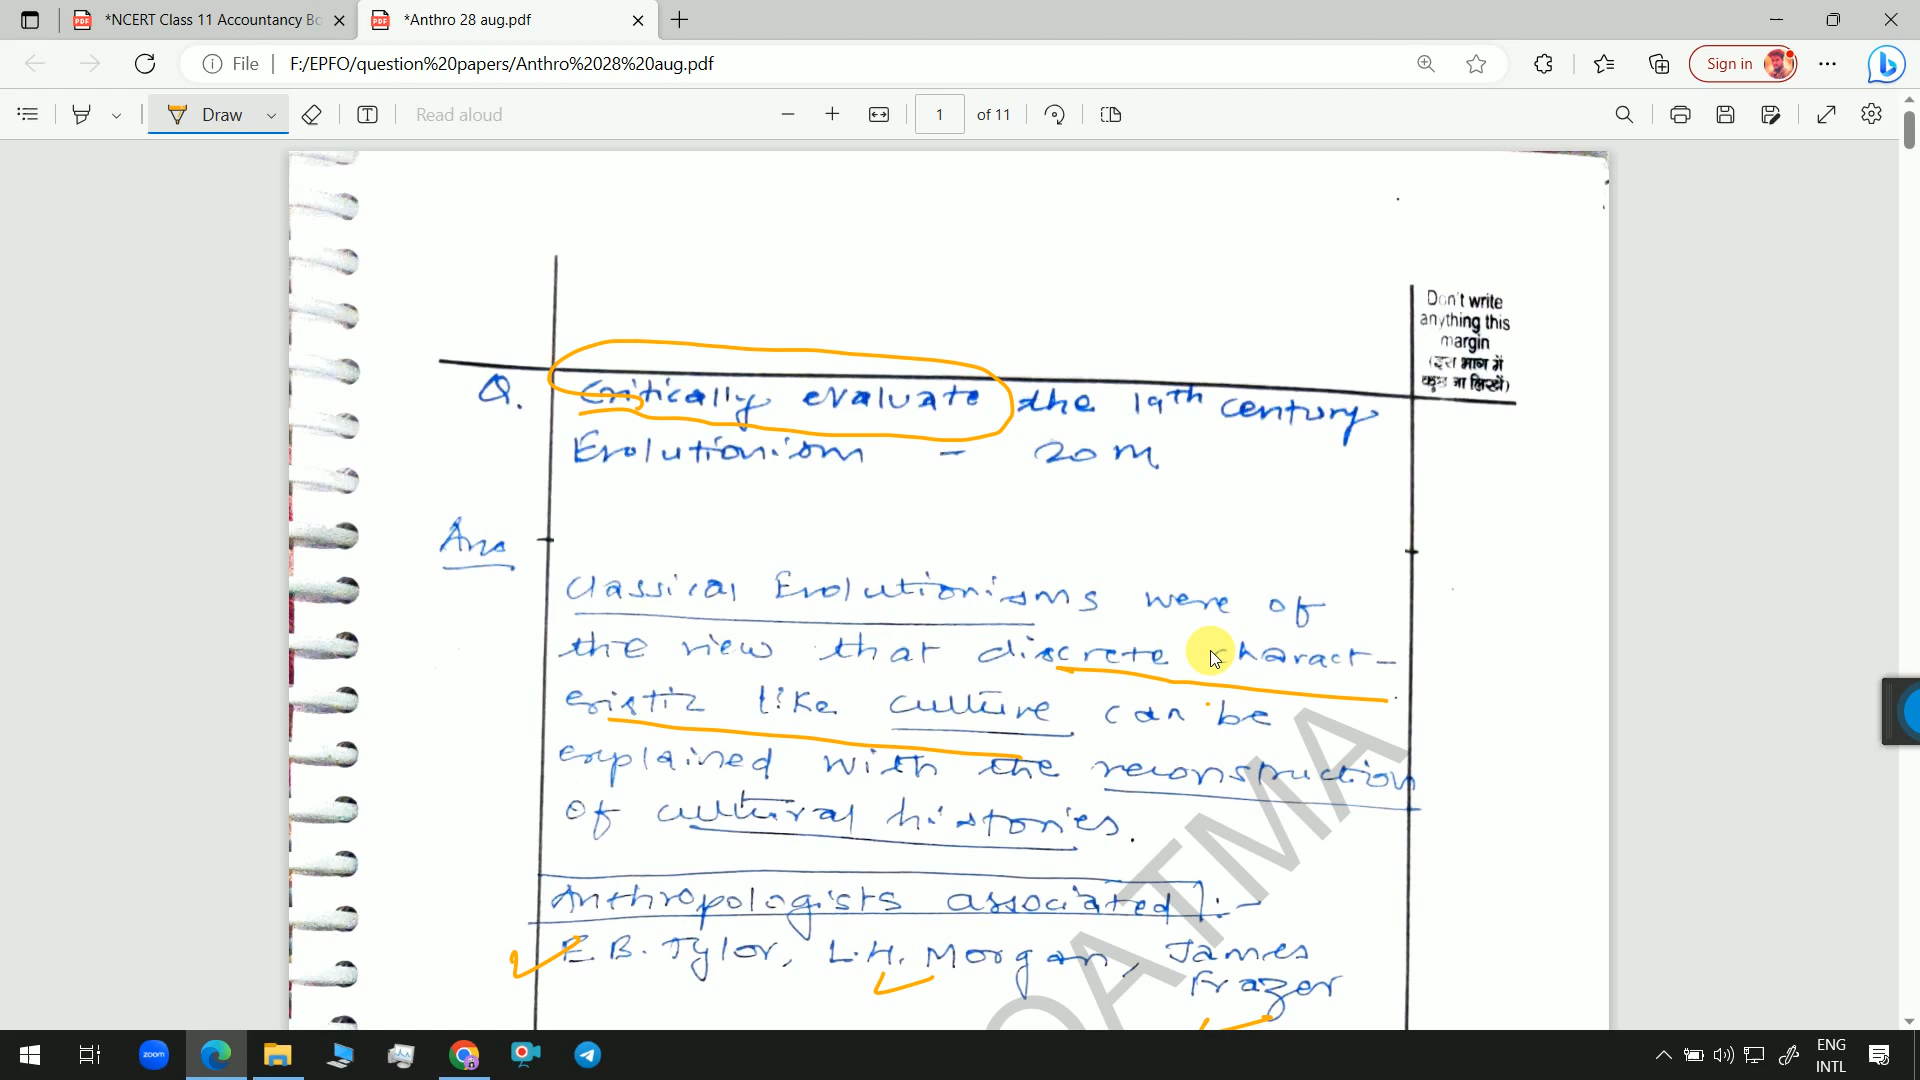 *NCERT Class 11 Accountancy Bo
*Anthro 28 aug.pdf
File
F:/EPFO/question%20papers/Anthro%2028%20aug.pdf
Sign in
Draw
Read aloud
1
of 11
Don't write
anything this
margin
(इस भाग में
कुछ ना लिखें)
Q. Critically evaluate the 19th century
Evolutionism - 20 m
Ans
Classical Evolutionisms were of
the view that discrete charact-
eristic like culture can be
explained with the reconstruction
of cultural histories.
Anthropologists associated :-
E.B. Tylor, L.H. Morgan, James
Frazer
OATMA
zoom
ENG
INTL